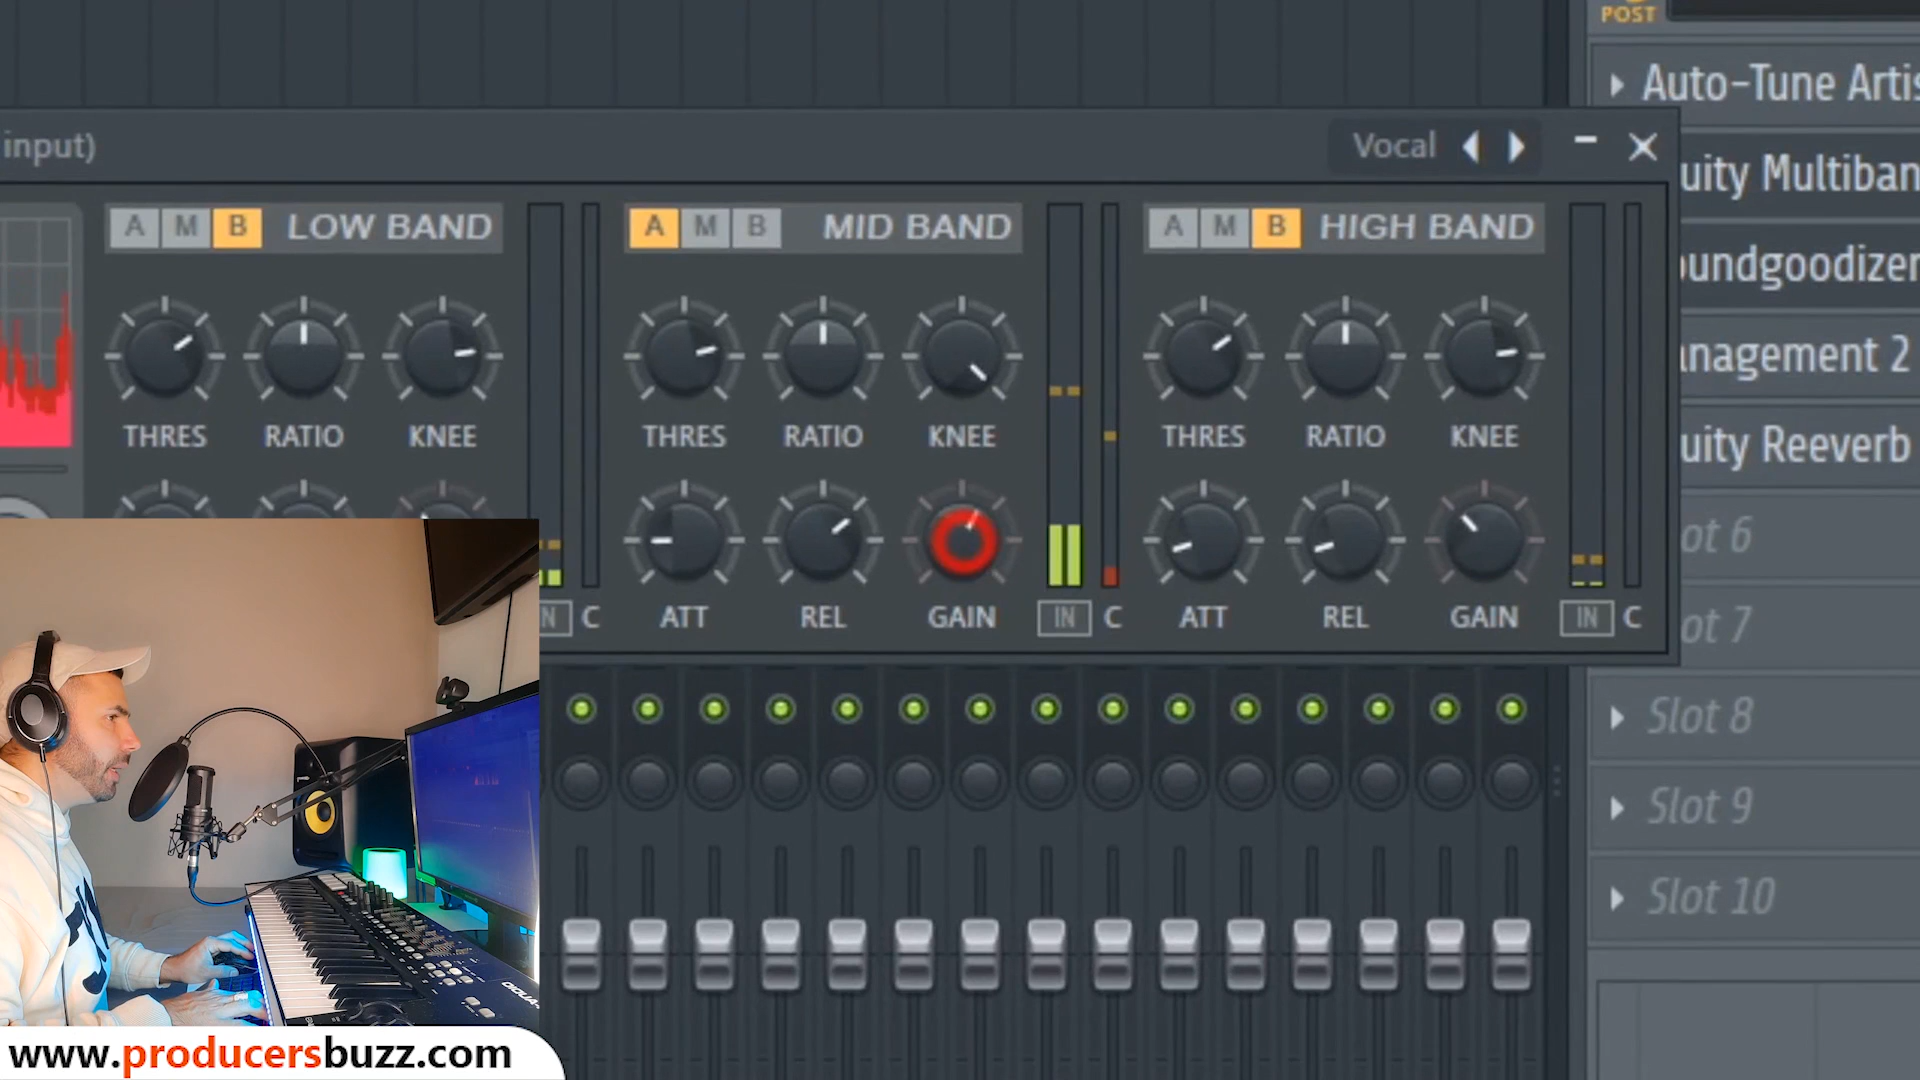 POST
Auto-Tune Artis
input)
Vocal
uity Multiban
A M B LOW BAND
A M B MID BAND
A M B HIGH BAND
oundgoodizer
anagement 2
THRES RATIO KNEE
THRES RATIO KNEE
THRES RATIO KNEE
uity Reeverb
ot 6
N C
ATT REL GAIN
IN C
ATT REL GAIN
IN C
ot 7
Slot 8
Slot 9
Slot 10
www.producersbuzz.com